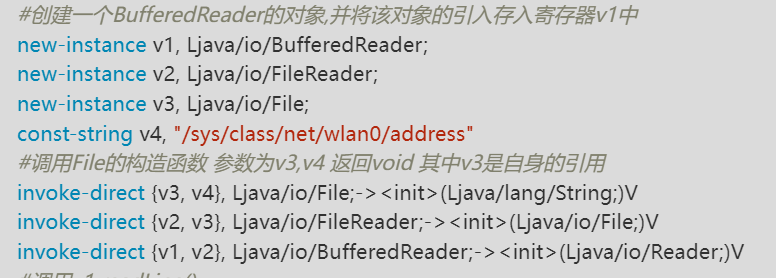 #创建一个BufferedReader的对象,并将该对象的引入存入寄存器v1中
new-instance v1, Ljava/io/BufferedReader;
new-instance v2, Ljava/io/FileReader;
new-instance v3, Ljava/io/File;
const-string v4, "/sys/class/net/wlan0/address"
#调用File的构造函数 参数为v3,v4 返回void 其中v3是自身的引用
invoke-direct {v3, v4}, Ljava/io/File;-><init>(Ljava/lang/String;)V
invoke-direct {v2, v3}, Ljava/io/FileReader;-><init>(Ljava/io/File;)V
invoke-direct {v1, v2}, Ljava/io/BufferedReader;-><init>(Ljava/io/Reader;)V